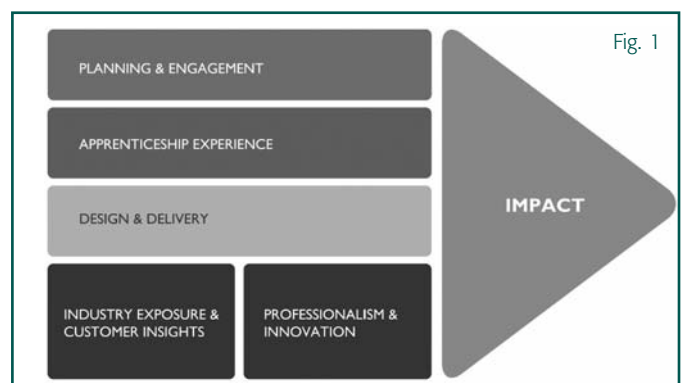 Fig. 1
PLANNING & ENGAGEMENT
APPRENTICESHIP EXPERIENCE
DESIGN & DELIVERY
INDUSTRY EXPOSURE &
CUSTOMER INSIGHTS
PROFESSIONALISM &
INNOVATION
IMPACT